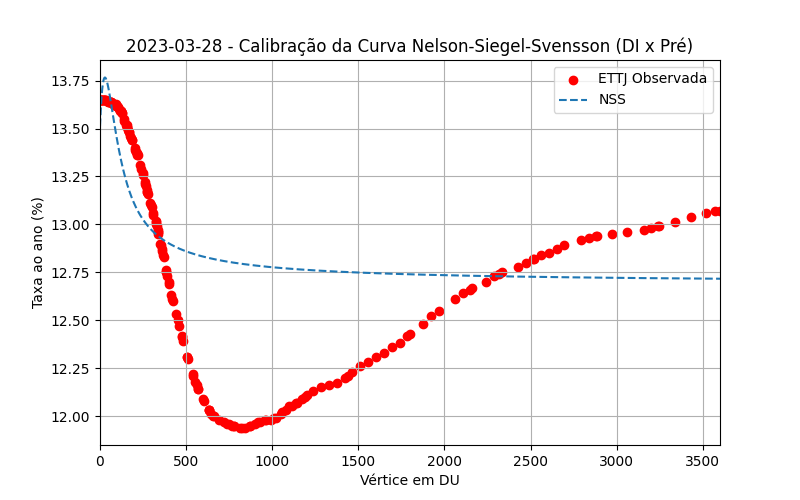 2023-03-28 - Calibração da Curva Nelson-Siegel-Svensson (DI x Pré)
ETTJ Observada
NSS
Taxa ao ano (%)
13.75
13.50
13.25
13.00
12.75
12.50
12.25
12.00
0 500 1000 1500 2000 2500 3000 3500
Vértice em DU